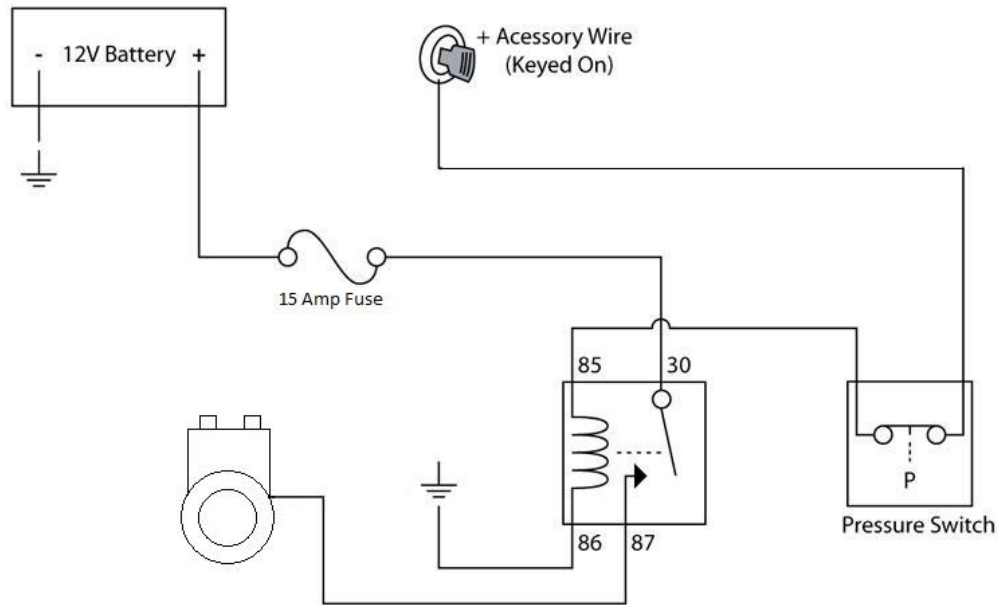 - 12V Battery +
+ Acessory Wire
(Keyed On)
15 Amp Fuse
85 30
86 87
P
Pressure Switch